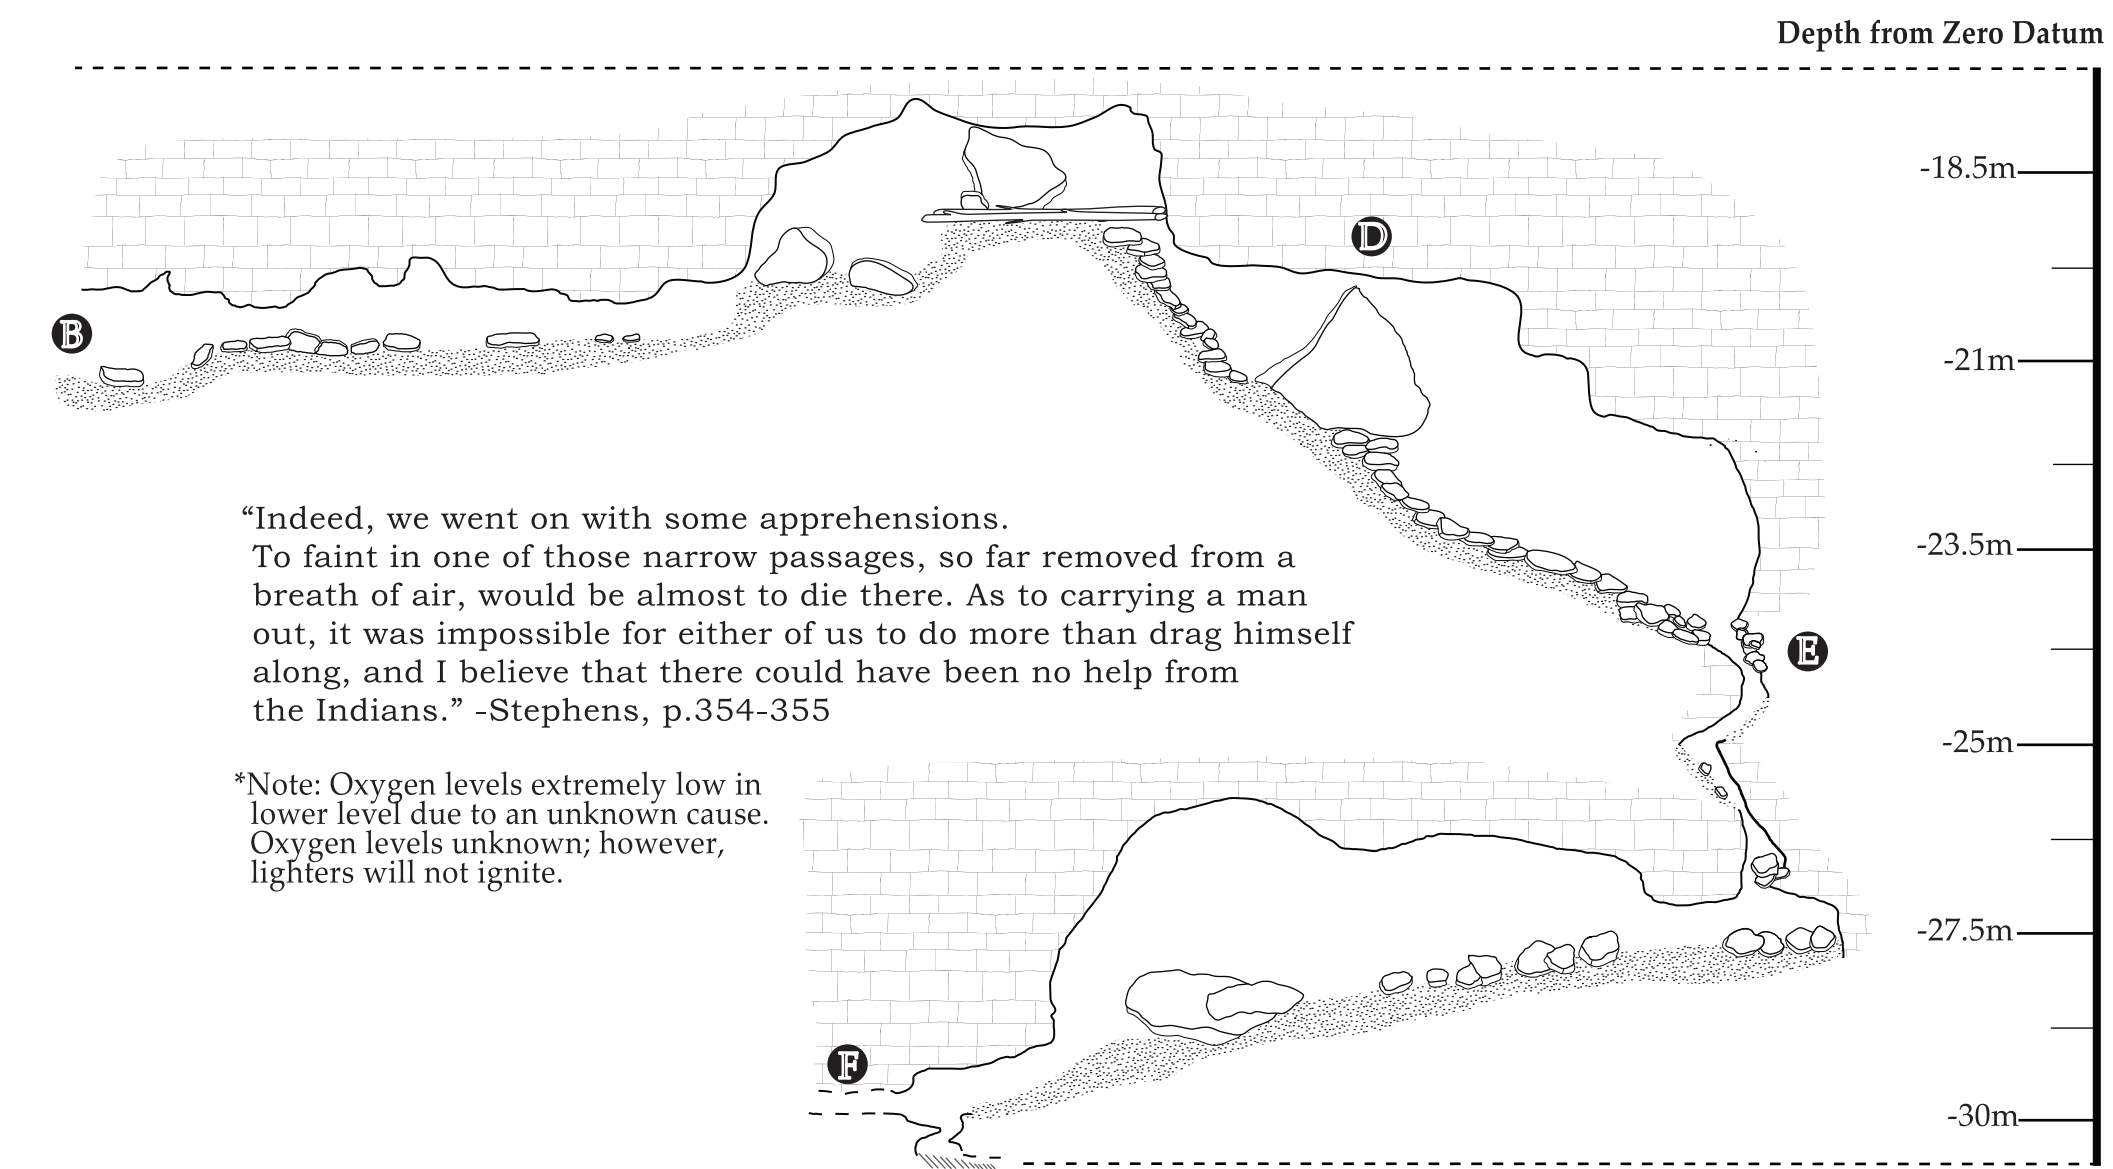 Depth from Zero Datum
-18.5m
D
B
-21m
“Indeed, we went on with some apprehensions.
To faint in one of those narrow passages, so far removed from a
breath of air, would be almost to die there. As to carrying a man
out, it was impossible for either of us to do more than drag himself
along, and I believe that there could have been no help from
the Indians.” -Stephens, p.354-355
-23.5m
E
-25m
*Note: Oxygen levels extremely low in
lower level due to an unknown cause.
Oxygen levels unknown; however,
lighters will not ignite.
-27.5m
F
-30m